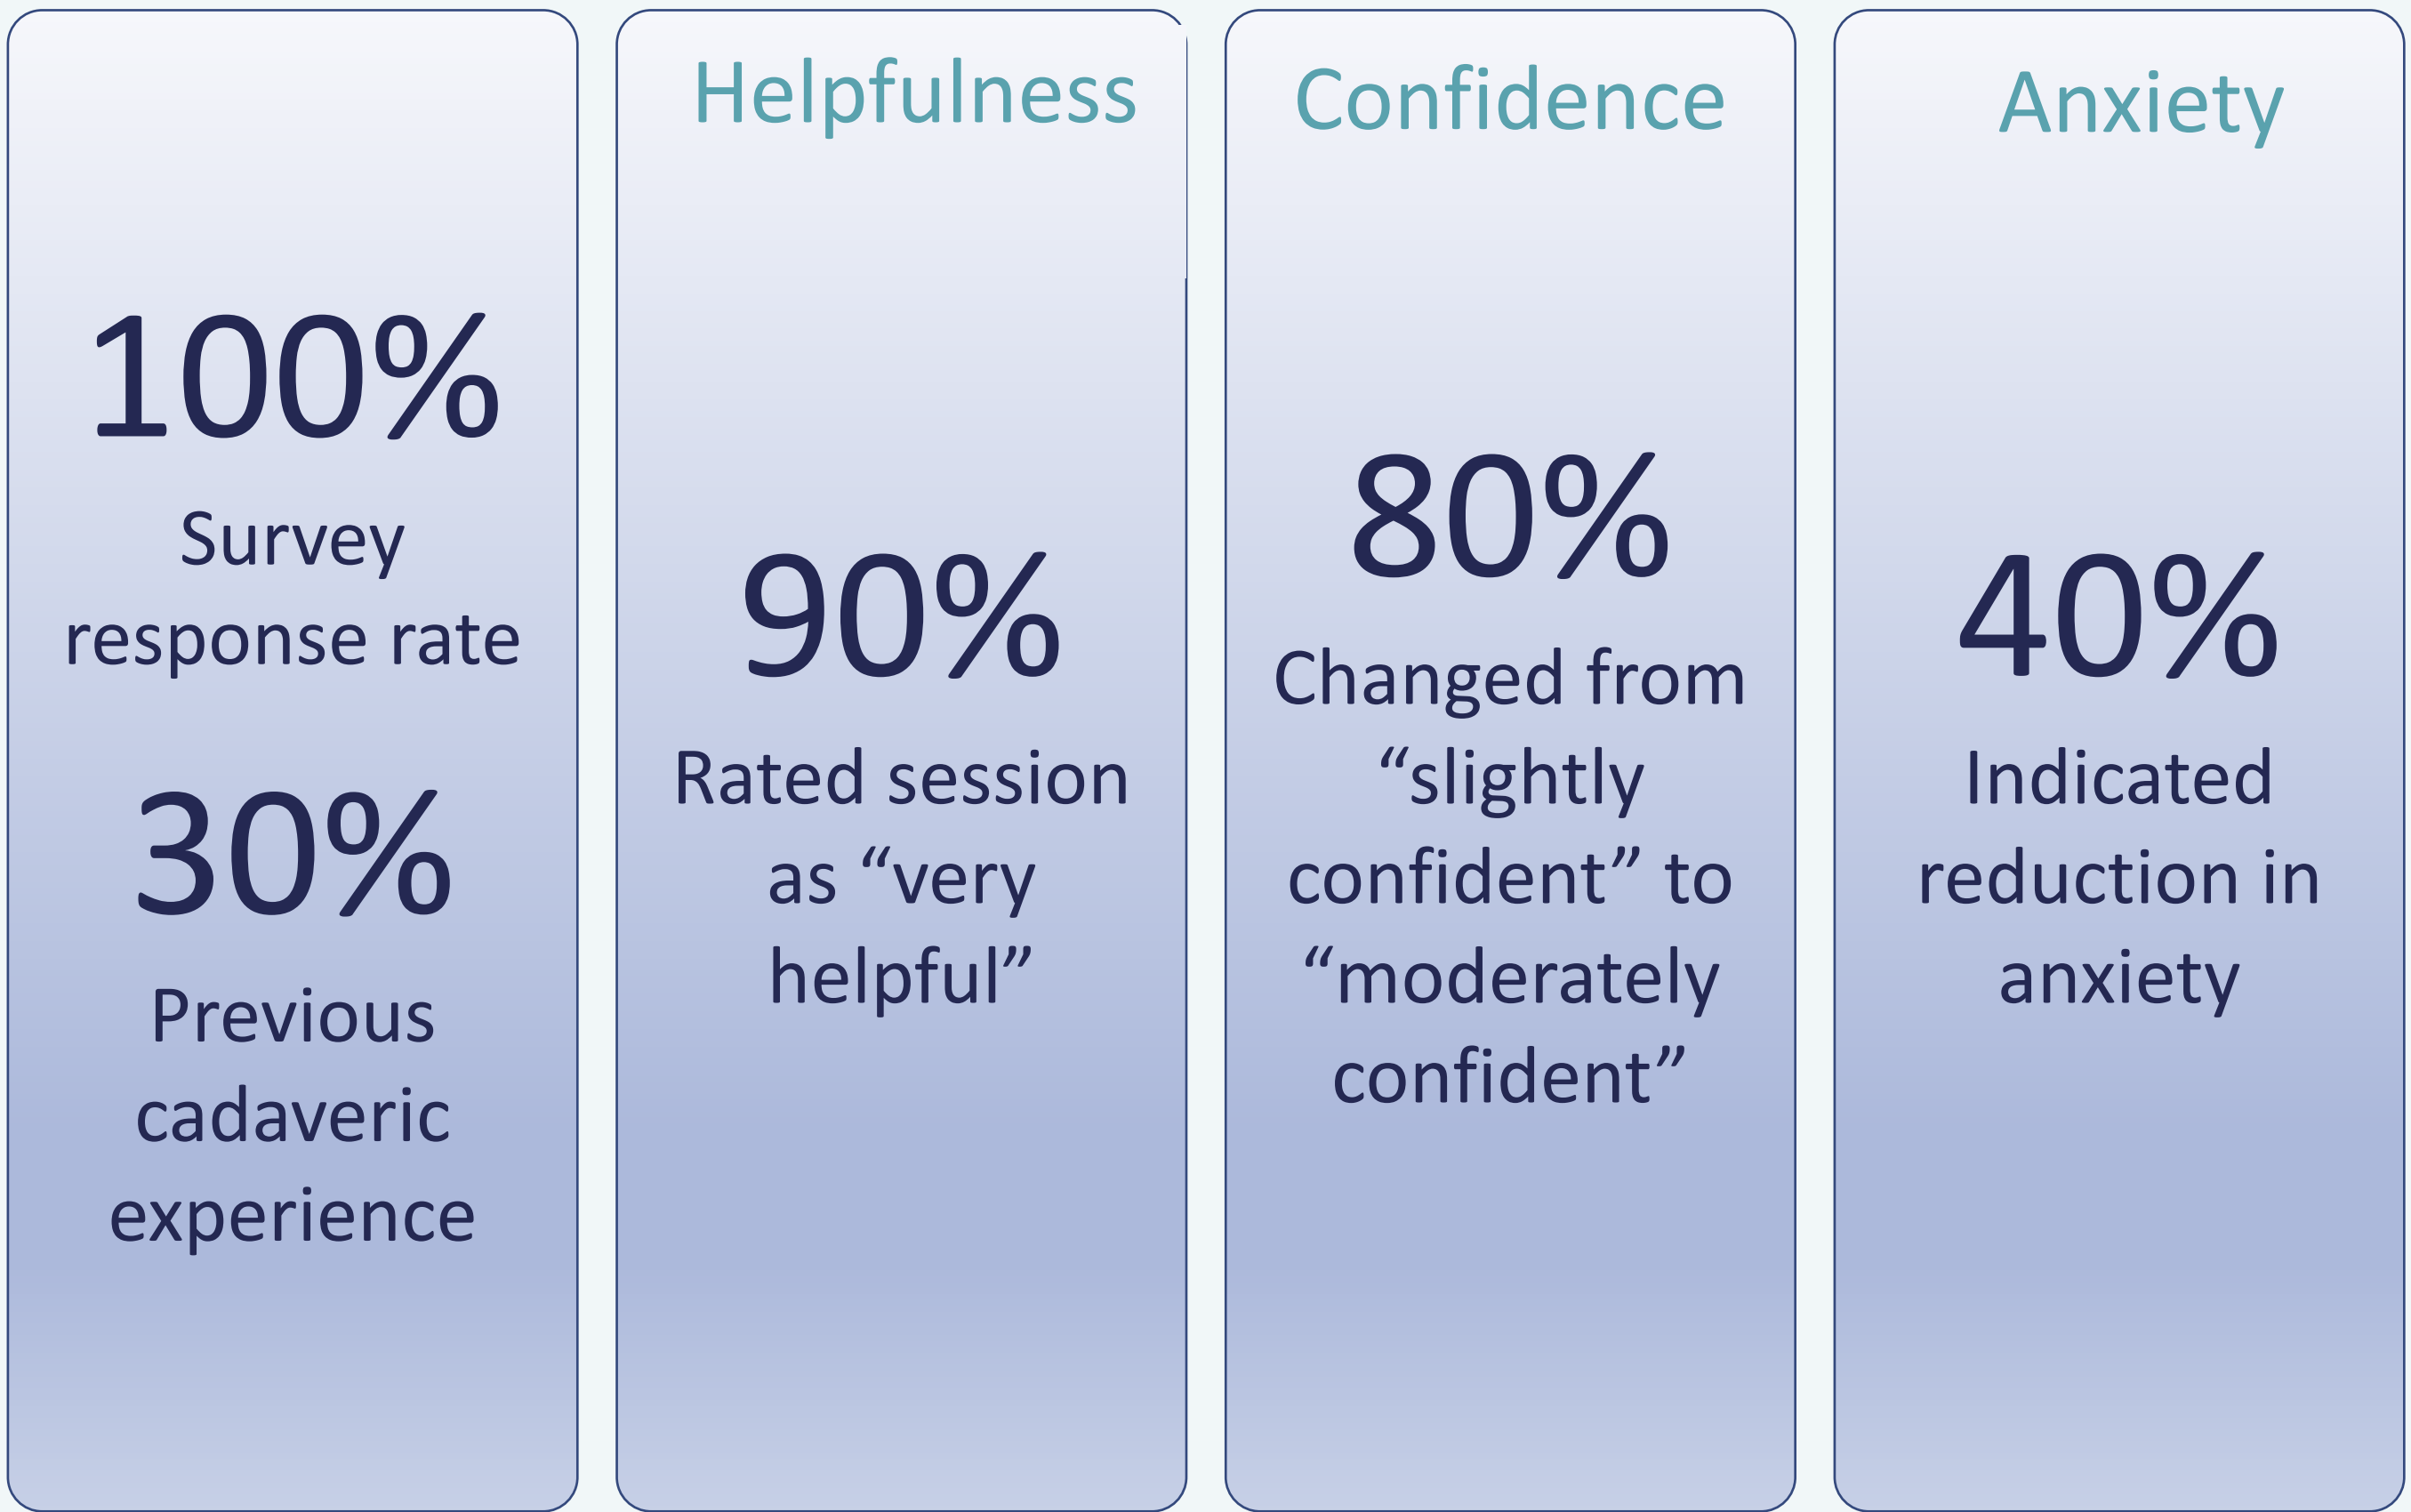 100%
Survey
response rate
30%
Previous
cadaveric
experience
Helpfulness
90%
Rated session
as “very
helpful”
Confidence
80%
Changed from
“slightly
confident” to
“moderately
confident”
Anxiety
40%
Indicated
reduction in
anxiety